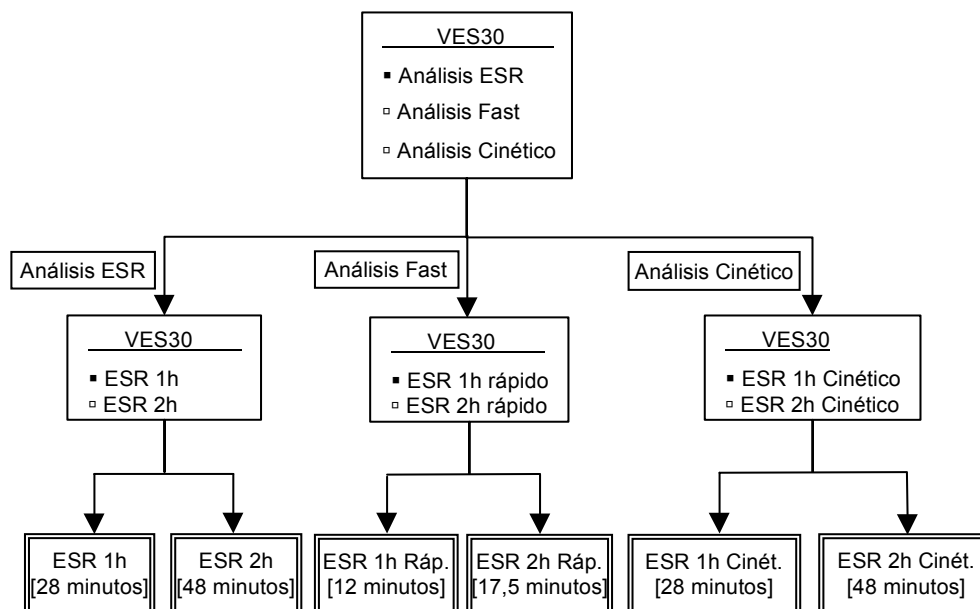 VES30
▪ Análisis ESR
▫ Análisis Fast
▫ Análisis Cinético
Análisis ESR
Análisis Fast
Análisis Cinético
VES30
▪ ESR 1h
▫ ESR 2h
VES30
▪ ESR 1h rápido
▫ ESR 2h rápido
VES30
▪ ESR 1h Cinético
▫ ESR 2h Cinético
ESR 1h
[28 minutos]
ESR 2h
[48 minutos]
ESR 1h Ráp.
[12 minutos]
ESR 2h Ráp.
[17,5 minutos]
ESR 1h Cinét.
[28 minutos]
ESR 2h Cinét.
[48 minutos]